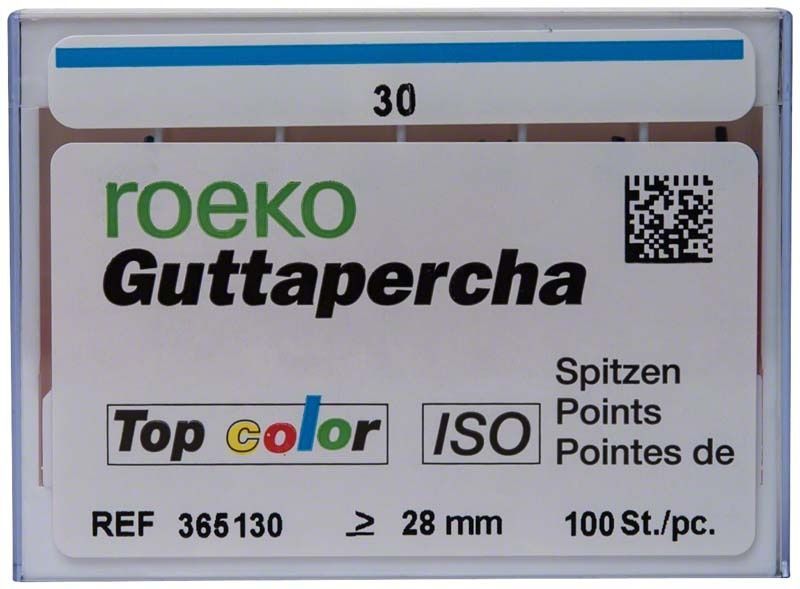 30
roeko
Guttapercha
Top color ISO
Spitzen
Points
Pointes de
REF 365130 ≥ 28 mm 100 St./pc.